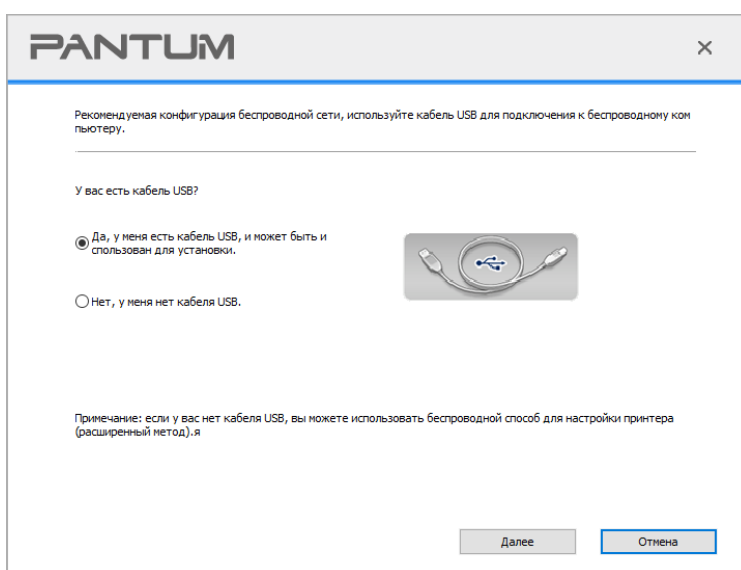 PANTUM
Рекомендуемая конфигурация беспроводной сети, используйте кабель USB для подключения к беспроводному ком
пьютеру.
У вас есть кабель USB?
Да, у меня есть кабель USB, и может быть и
спользован для установки.
Нет, у меня нет кабеля USB.
Примечание: если у вас нет кабеля USB, вы можете использовать беспроводной способ для настройки принтера
(расширенный метод).я
Далее
Отмена